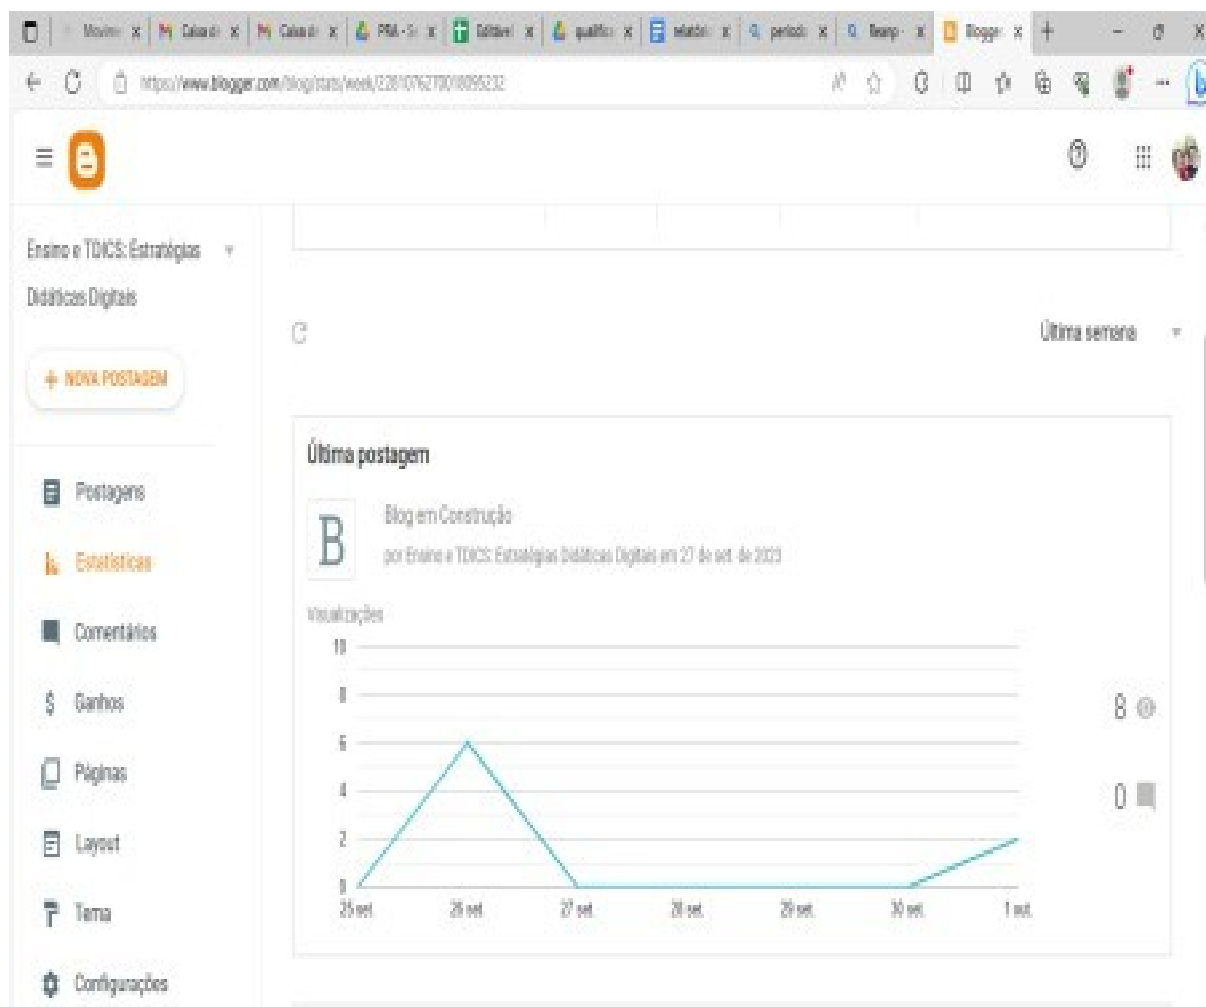 https://www.blogger.com/blog/stats/week/
Ensino e TDICS: Estratégias
Didáticas Digitais
Última semana
+ NOVA POSTAGEM
Última postagem
Postagens
B
Blog em Construção
por Ensino e TDICS: Estratégias Didáticas Digitais em 27 de set. de 2023
Estatísticas
Visualizações
Comentários
10
8
6
4
2
0
8
0
Ganhos
Páginas
Layout
25 set.
26 set.
27 set.
28 set.
29 set.
30 set.
1 out.
Tema
Configurações